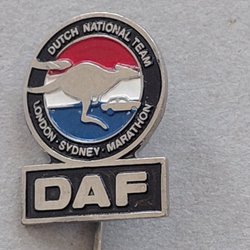 DUTCH NATIONAL TEAM
LONDON · SYDNEY · MARATHON
DAF